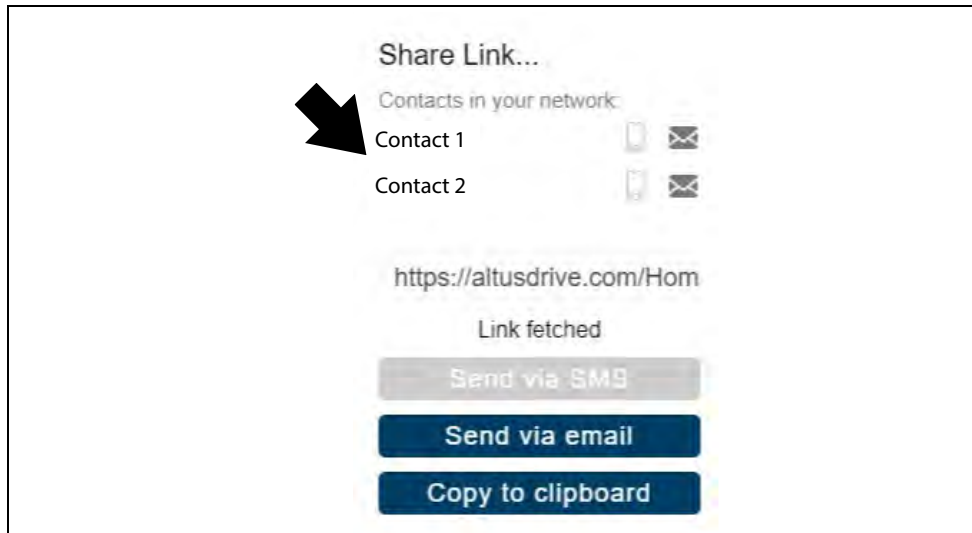 Share Link...
Contacts in your network:
Contact 1
Contact 2
https://altusdrive.com/Hom
Link fetched
Send via SMS
Send via email
Copy to clipboard